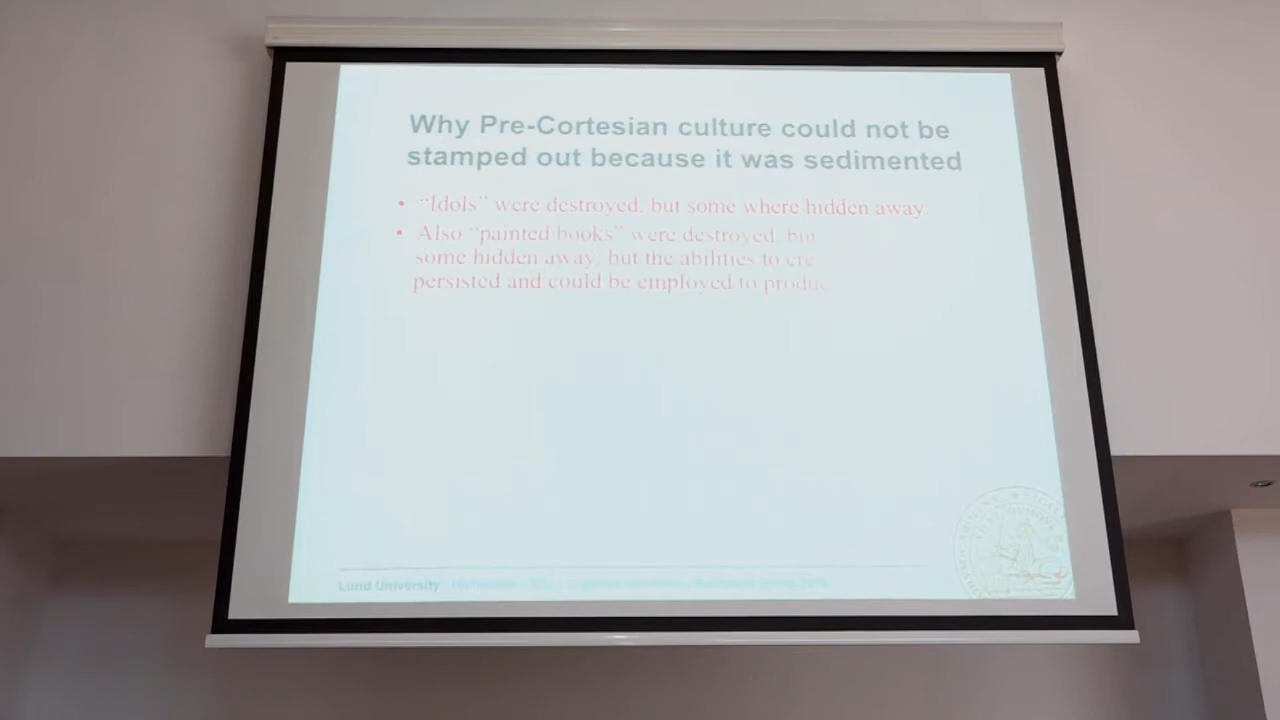 Why Pre-Cortesian culture could not be
stamped out because it was sedimented
• “Idols” were destroyed, but some where hidden away
• Also “painted books” were destroyed, but
some hidden away, but the abilities to cre
persisted and could be employed to produc
Lund University